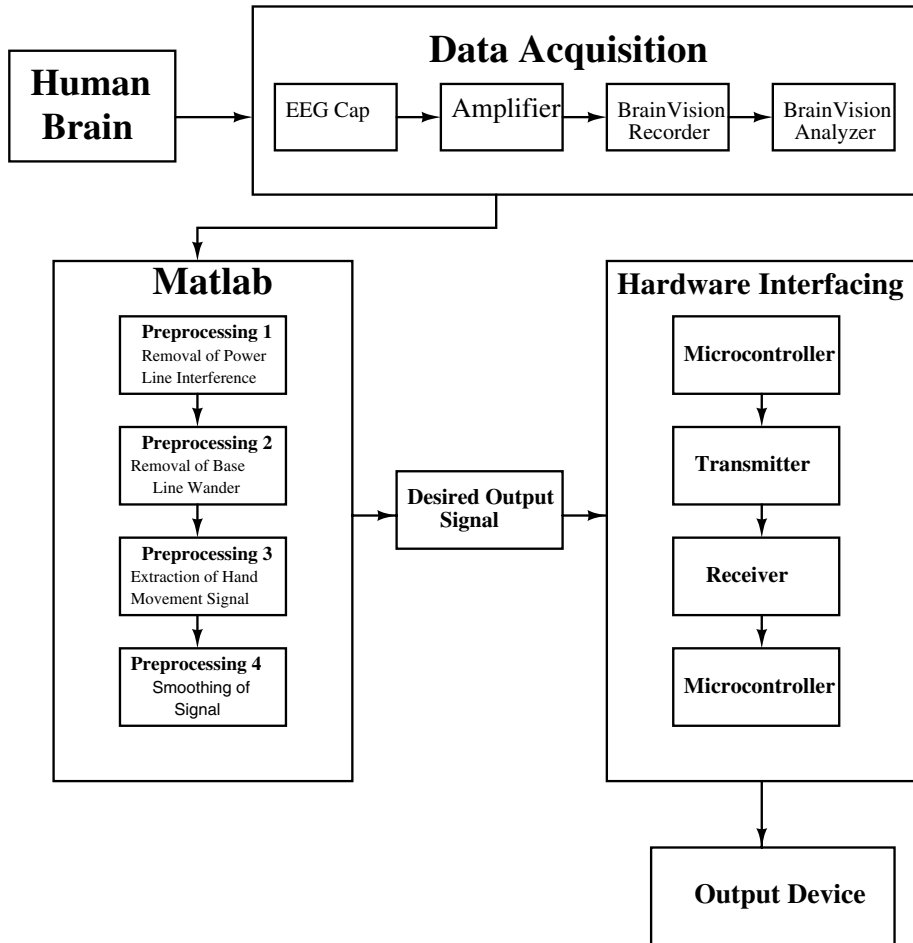 Human
Brain
Data Acquisition
EEG Cap
Amplifier
BrainVision
Recorder
BrainVision
Analyzer
Matlab
Preprocessing 1
Removal of Power
Line Interference
Preprocessing 2
Removal of Base
Line Wander
Preprocessing 3
Extraction of Hand
Movement Signal
Preprocessing 4
Smoothing of
Signal
Desired Output
Signal
Hardware Interfacing
Microcontroller
Transmitter
Receiver
Microcontroller
Output Device